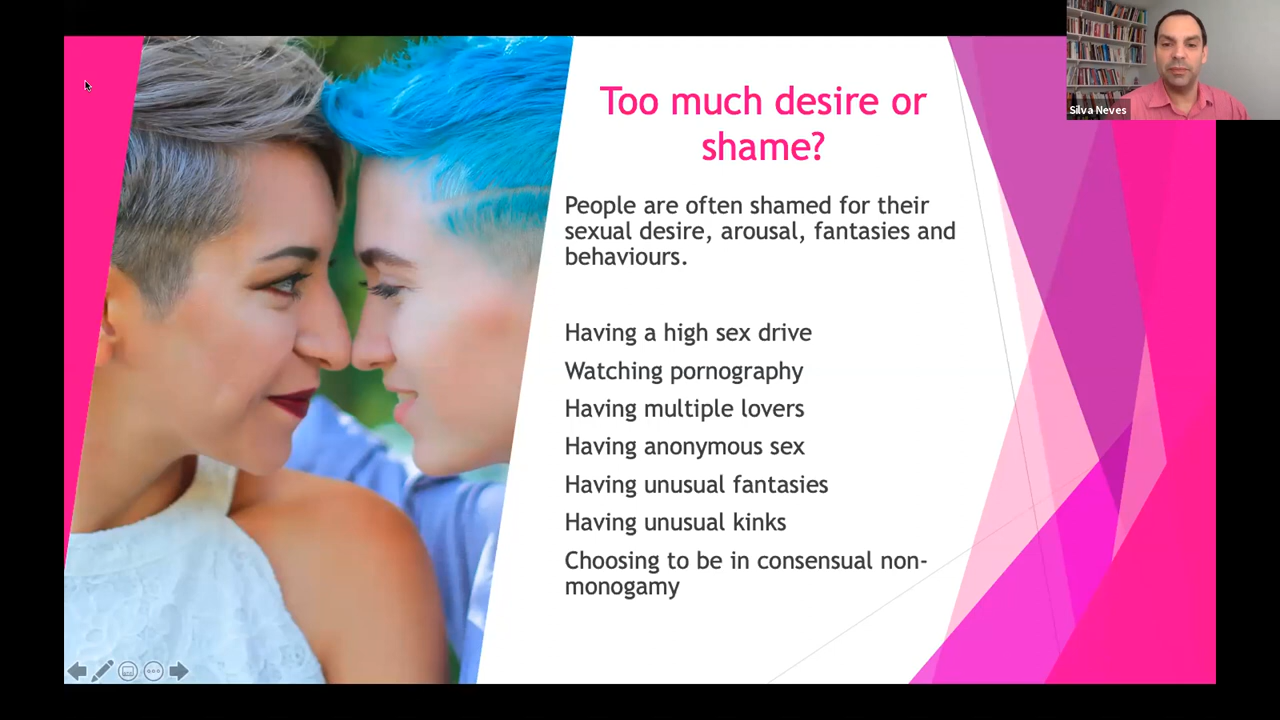 Too much desire or
shame?
People are often shamed for their
sexual desire, arousal, fantasies and
behaviours.
Having a high sex drive
Watching pornography
Having multiple lovers
Having anonymous sex
Having unusual fantasies
Having unusual kinks
Choosing to be in consensual non-
monogamy
Silva Neves